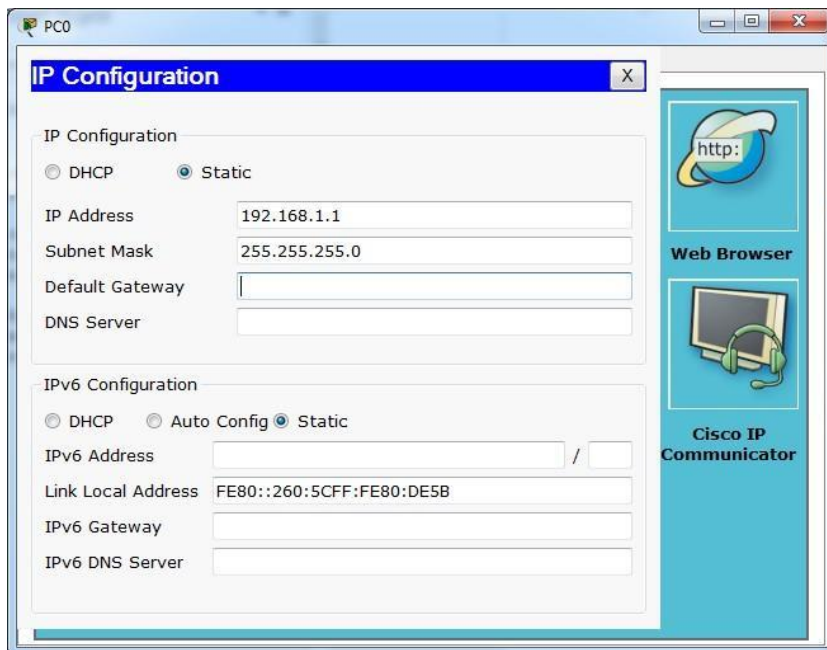 PC0
IP Configuration
X
IP Configuration
DHCP
Static
IP Address
192.168.1.1
Subnet Mask
255.255.255.0
Default Gateway
DNS Server
IPv6 Configuration
DHCP
Auto Config
Static
IPv6 Address
/
Link Local Address
FE80::260:5CFF:FE80:DE5B
IPv6 Gateway
IPv6 DNS Server
http:
Web Browser
Cisco IP
Communicator